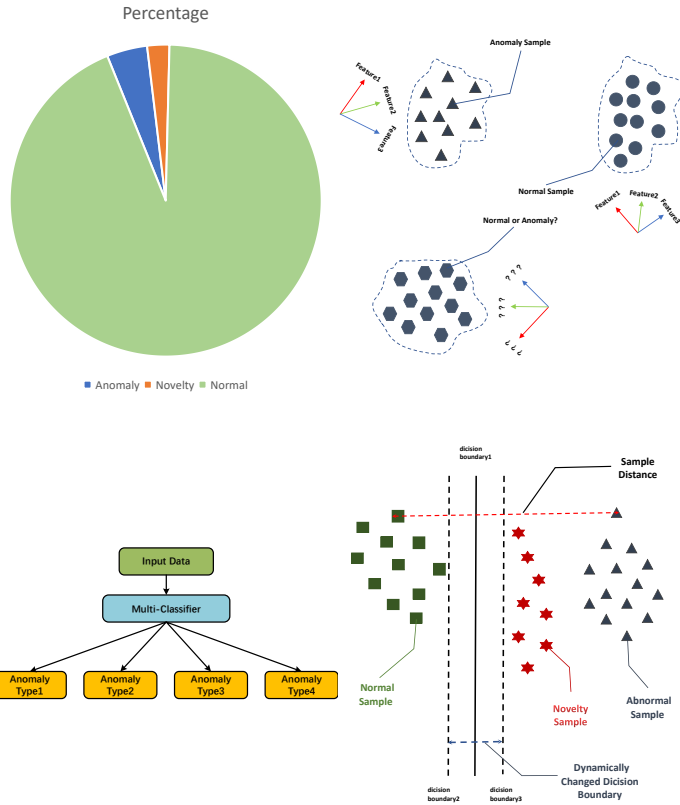 Percentage
Anomaly
Novelty
Normal
Anomaly Sample
Feature1
Feature2
Feature3
Normal Sample
Feature1
Feature2
Feature3
Normal or Anomaly?
? ? ?
? ? ?
? ? ?
Input Data
Multi-Classifier
Anomaly
Type1
Anomaly
Type2
Anomaly
Type3
Anomaly
Type4
dicision
boundary1
Sample
Distance
Normal
Sample
Novelty
Sample
Abnormal
Sample
Dynamically
Changed Dicision
Boundary
dicision
boundary2
dicision
boundary3